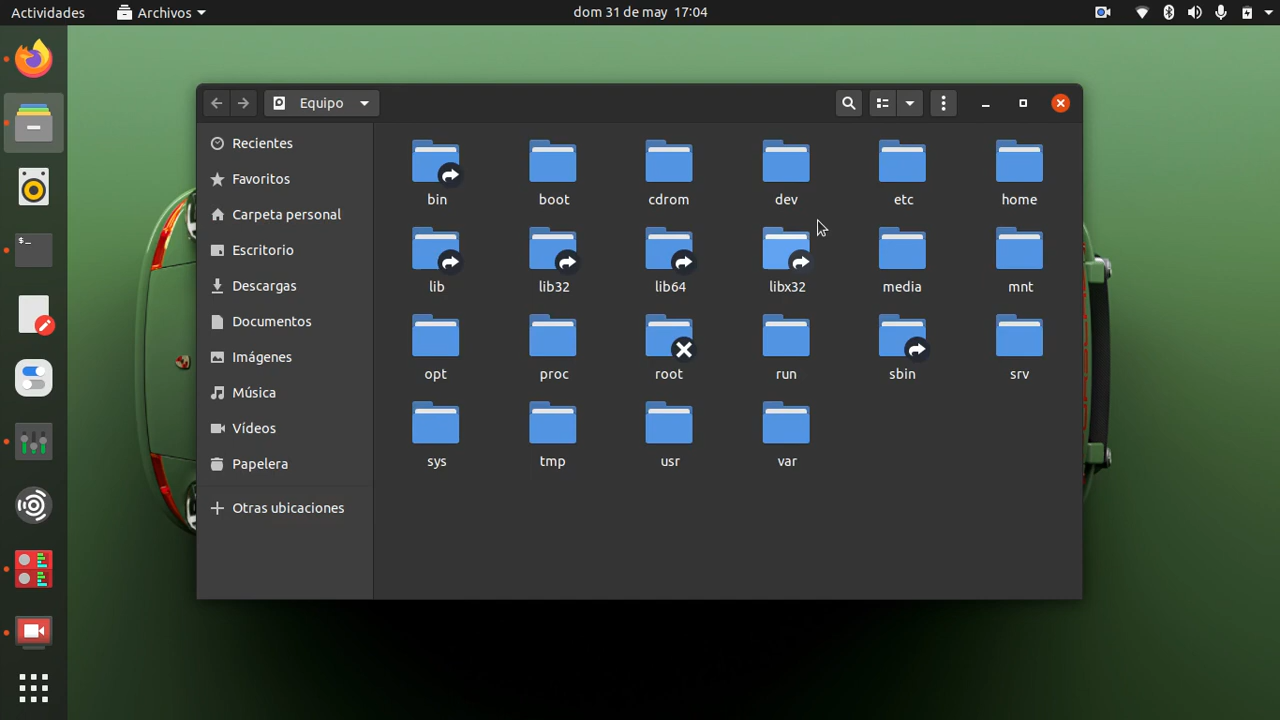 Actividades
Archivos
dom 31 de may 17:04
Equipo
Recientes
Favoritos
Carpeta personal
Escritorio
Descargas
Documentos
Imágenes
Música
Vídeos
Papelera
Otras ubicaciones
bin
boot
cdrom
dev
etc
home
lib
lib32
lib64
libx32
media
mnt
opt
proc
root
run
sbin
srv
sys
tmp
usr
var